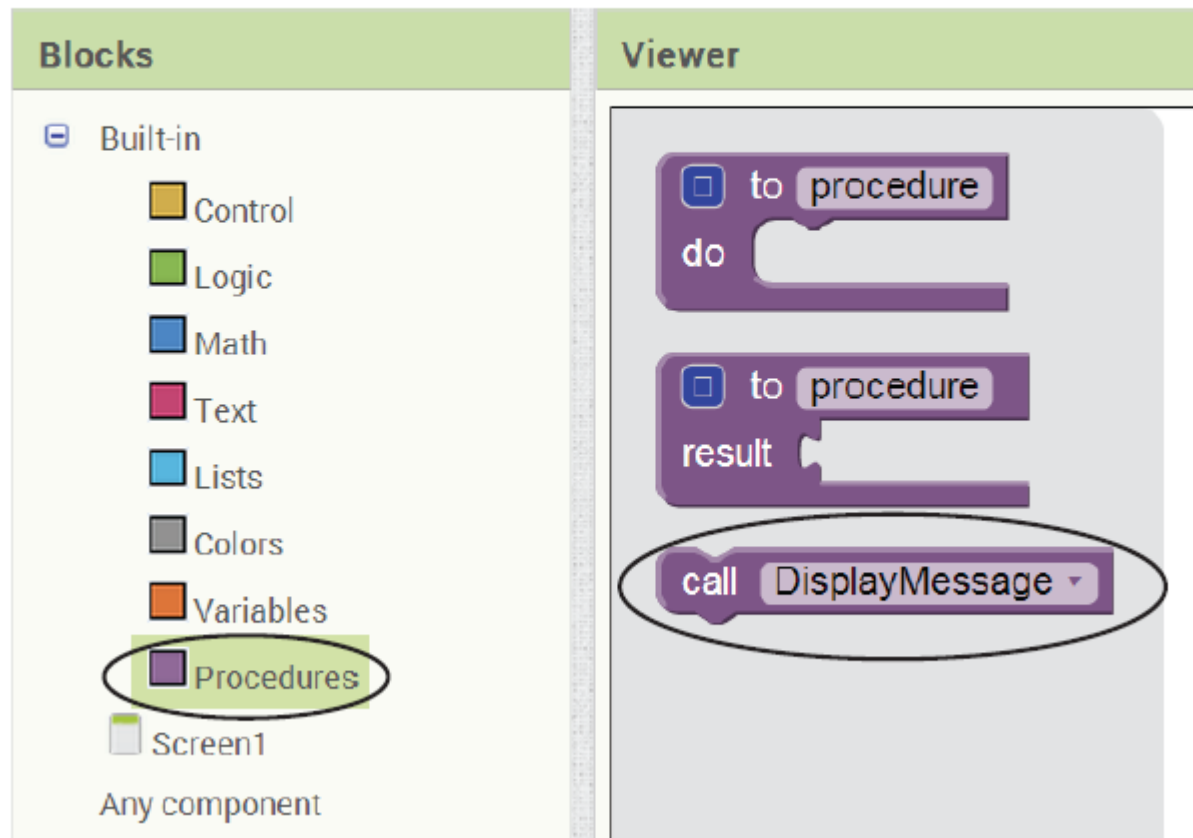 Blocks
Built-in
Control
Logic
Math
Text
Lists
Colors
Variables
Procedures
Screen1
Any component
Viewer
to procedure
do
to procedure
result
call DisplayMessage